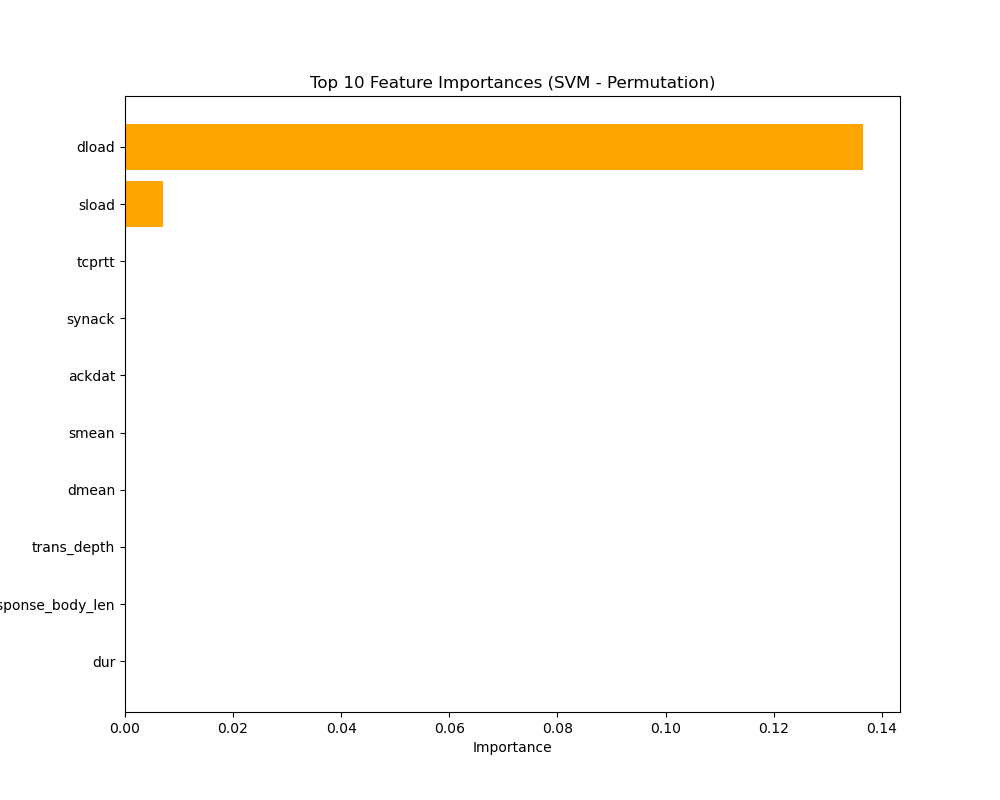 Top 10 Feature Importances (SVM - Permutation)
dload
sload
tcprtt
synack
ackdat
smean
dmean
trans_depth
sponse_body_len
dur
0.00 0.02 0.04 0.06 0.08 0.10 0.12 0.14
Importance